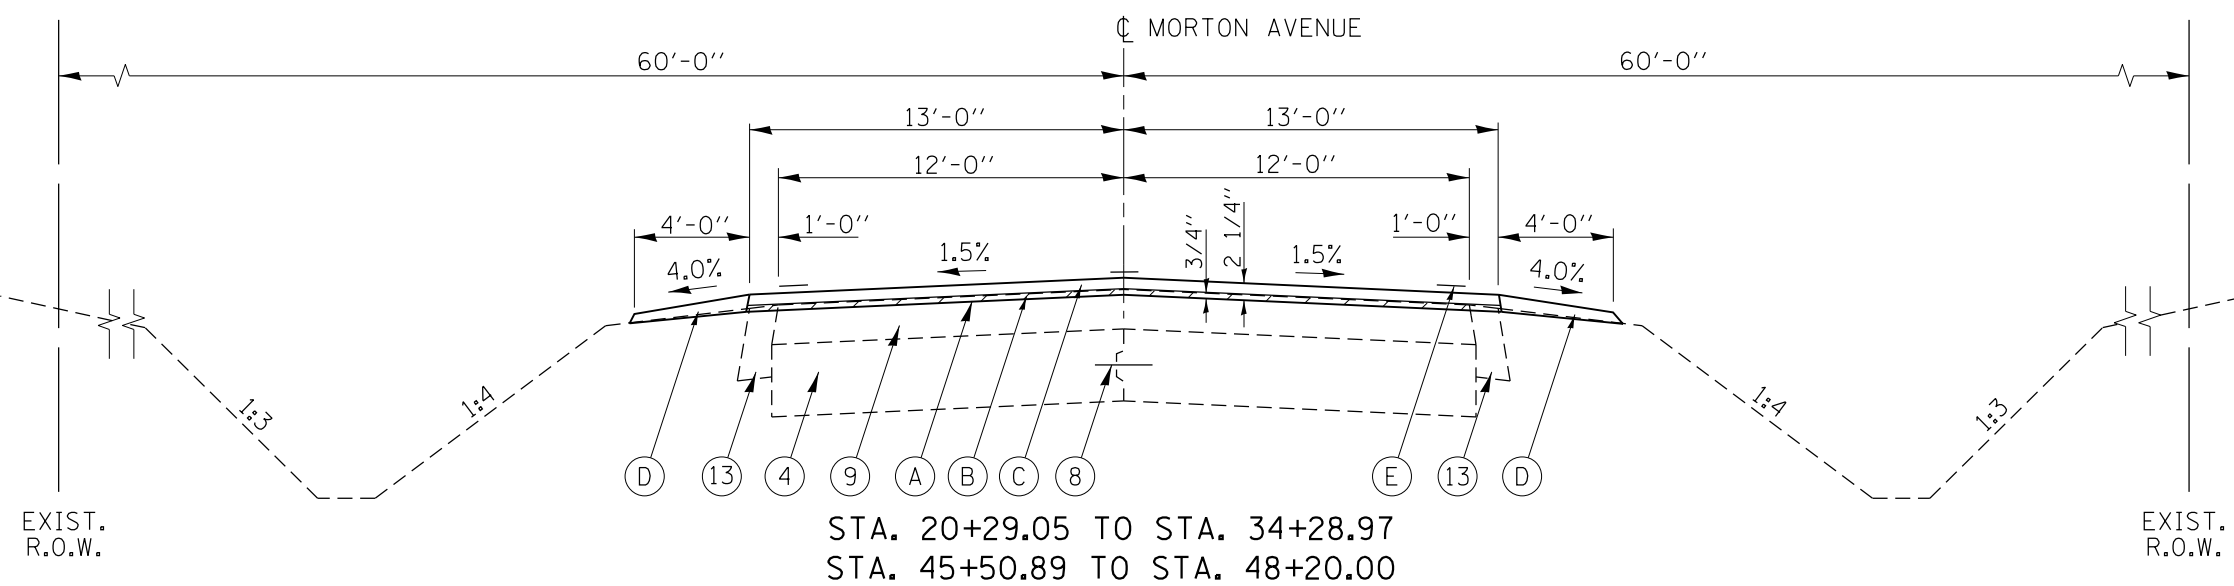 ℄ MORTON AVENUE
60'-0'' 60'-0''
13'-0'' 13'-0''
12'-0'' 12'-0''
4'-0'' 1'-0'' 3/4'' 2 1/4'' 1'-0'' 4'-0''
4.0% 1.5% 1.5% 4.0%
1:3 1:4 1:4 1:3
D 13 4 9 A B C 8 E 13 D
EXIST.
R.O.W.
STA. 20+29.05 TO STA. 34+28.97
STA. 45+50.89 TO STA. 48+20.00
EXIST.
R.O.W.